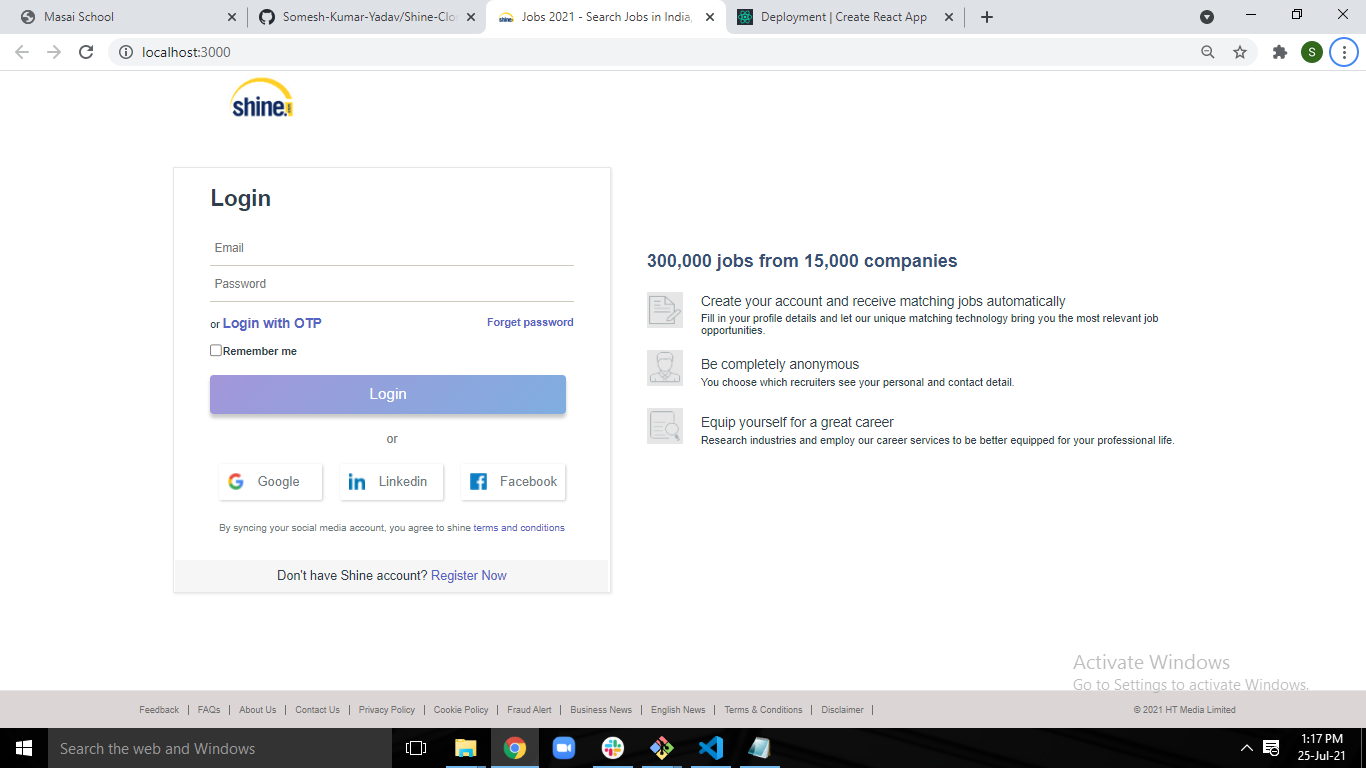 Masai School
Somesh-Kumar-Yadav/Shine-Clo
Jobs 2021 - Search Jobs in India,
Deployment | Create React App
localhost:3000
S
shine.
Login
Email
Password
or Login with OTP
Forget password
Remember me
Login
or
Google
Linkedin
Facebook
By syncing your social media account, you agree to shine terms and conditions
Don't have Shine account? Register Now
300,000 jobs from 15,000 companies
Create your account and receive matching jobs automatically
Fill in your profile details and let our unique matching technology bring you the most relevant job
opportunities.
Be completely anonymous
You choose which recruiters see your personal and contact detail.
Equip yourself for a great career
Research industries and employ our career services to be better equipped for your professional life.
Activate Windows
Go to Settings to activate Windows.
Feedback | FAQs | About Us | Contact Us | Privacy Policy | Cookie Policy | Fraud Alert | Business News | English News | Terms & Conditions | Disclaimer |
© 2021 HT Media Limited
Search the web and Windows
1:17 PM
25-Jul-21